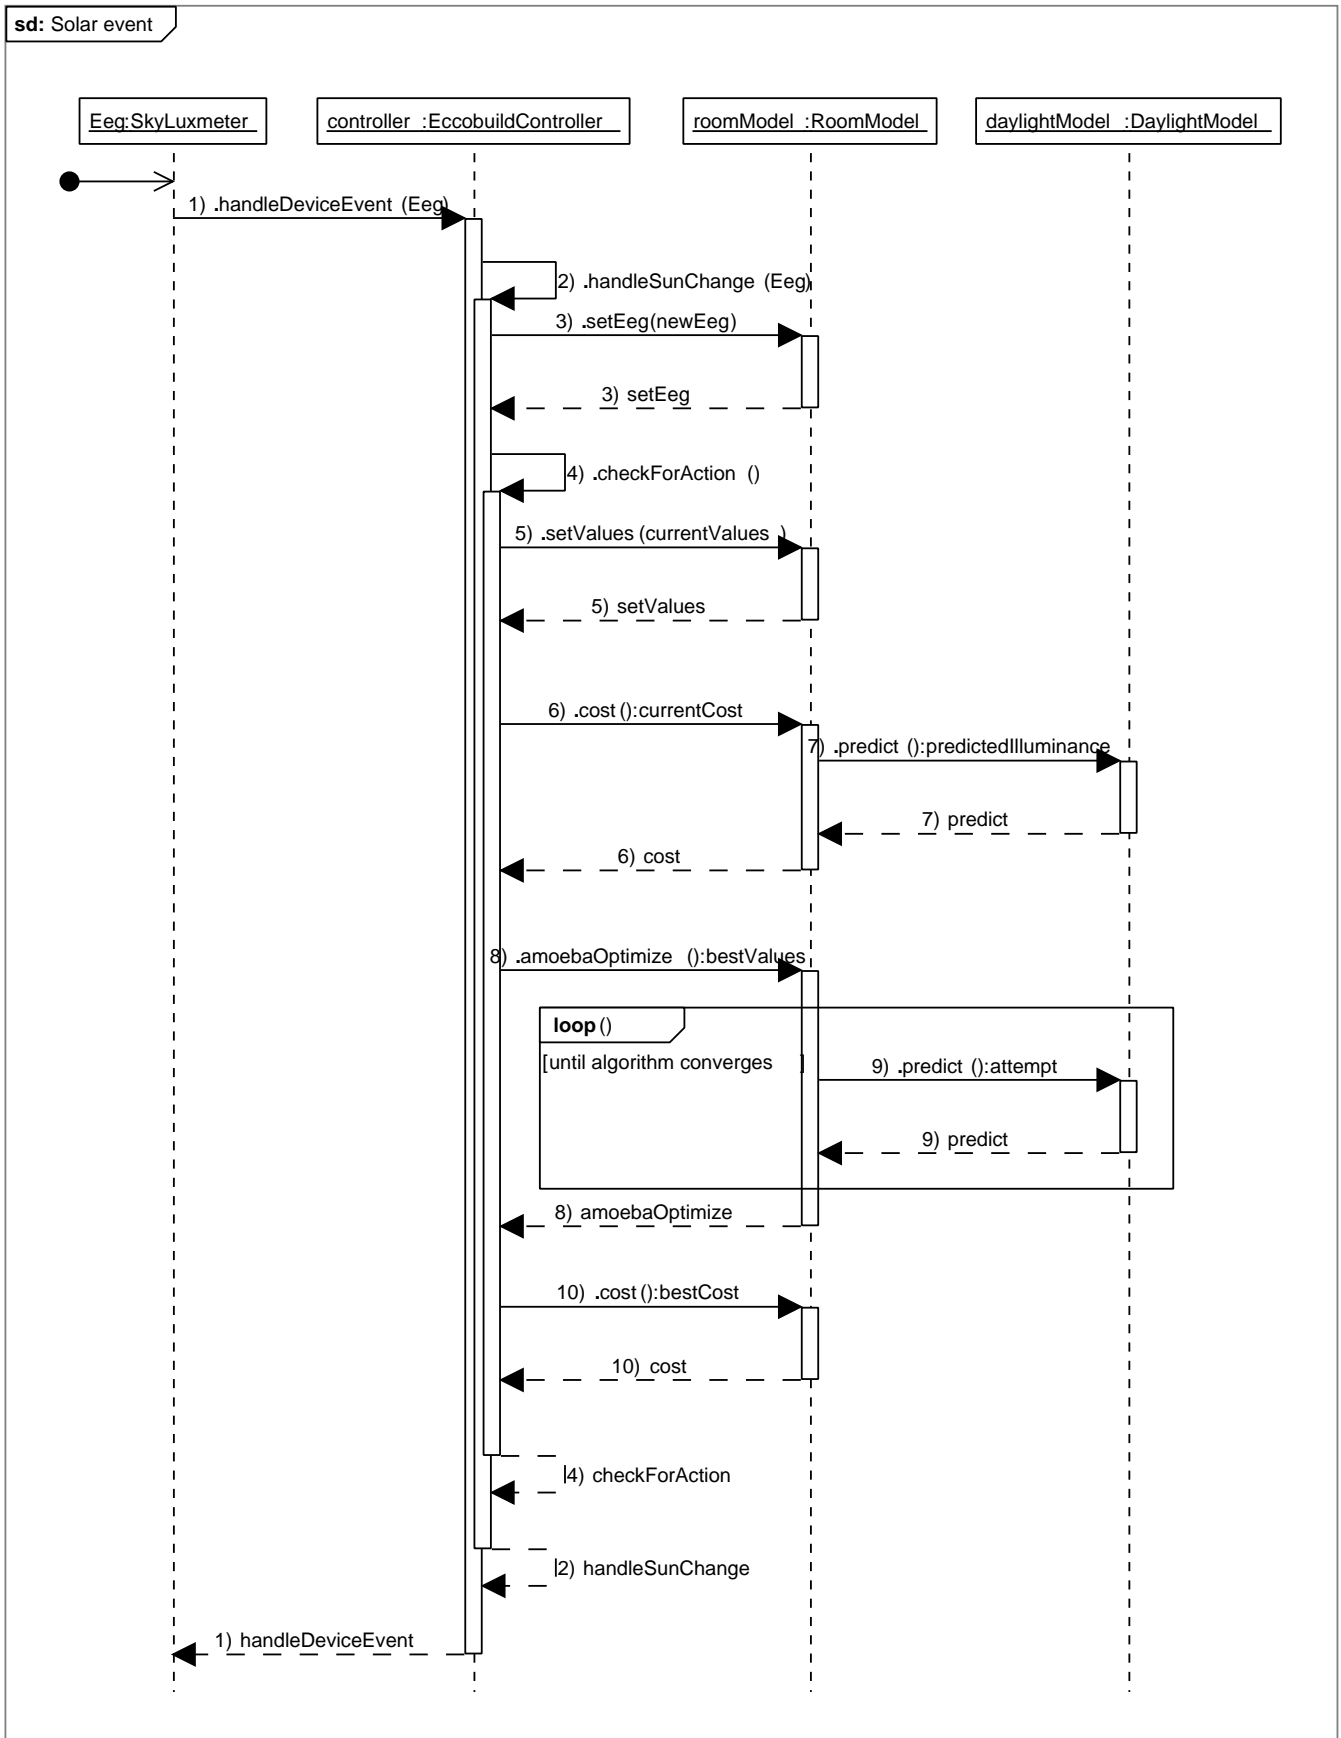 sd: Solar event
Eeg:SkyLuxmeter
controller :EccobuildController
roomModel :RoomModel
daylightModel :DaylightModel
1) .handleDeviceEvent (Eeg)
2) .handleSunChange (Eeg)
3) .setEeg(newEeg)
3) setEeg
4) .checkForAction ()
5) .setValues (currentValues )
5) setValues
6) .cost ():currentCost
7) .predict ():predictedIlluminance
7) predict
6) cost
8) .amoebaOptimize ():bestValues
loop ()
[until algorithm converges ]
9) .predict ():attempt
9) predict
8) amoebaOptimize
10) .cost ():bestCost
10) cost
4) checkForAction
2) handleSunChange
1) handleDeviceEvent